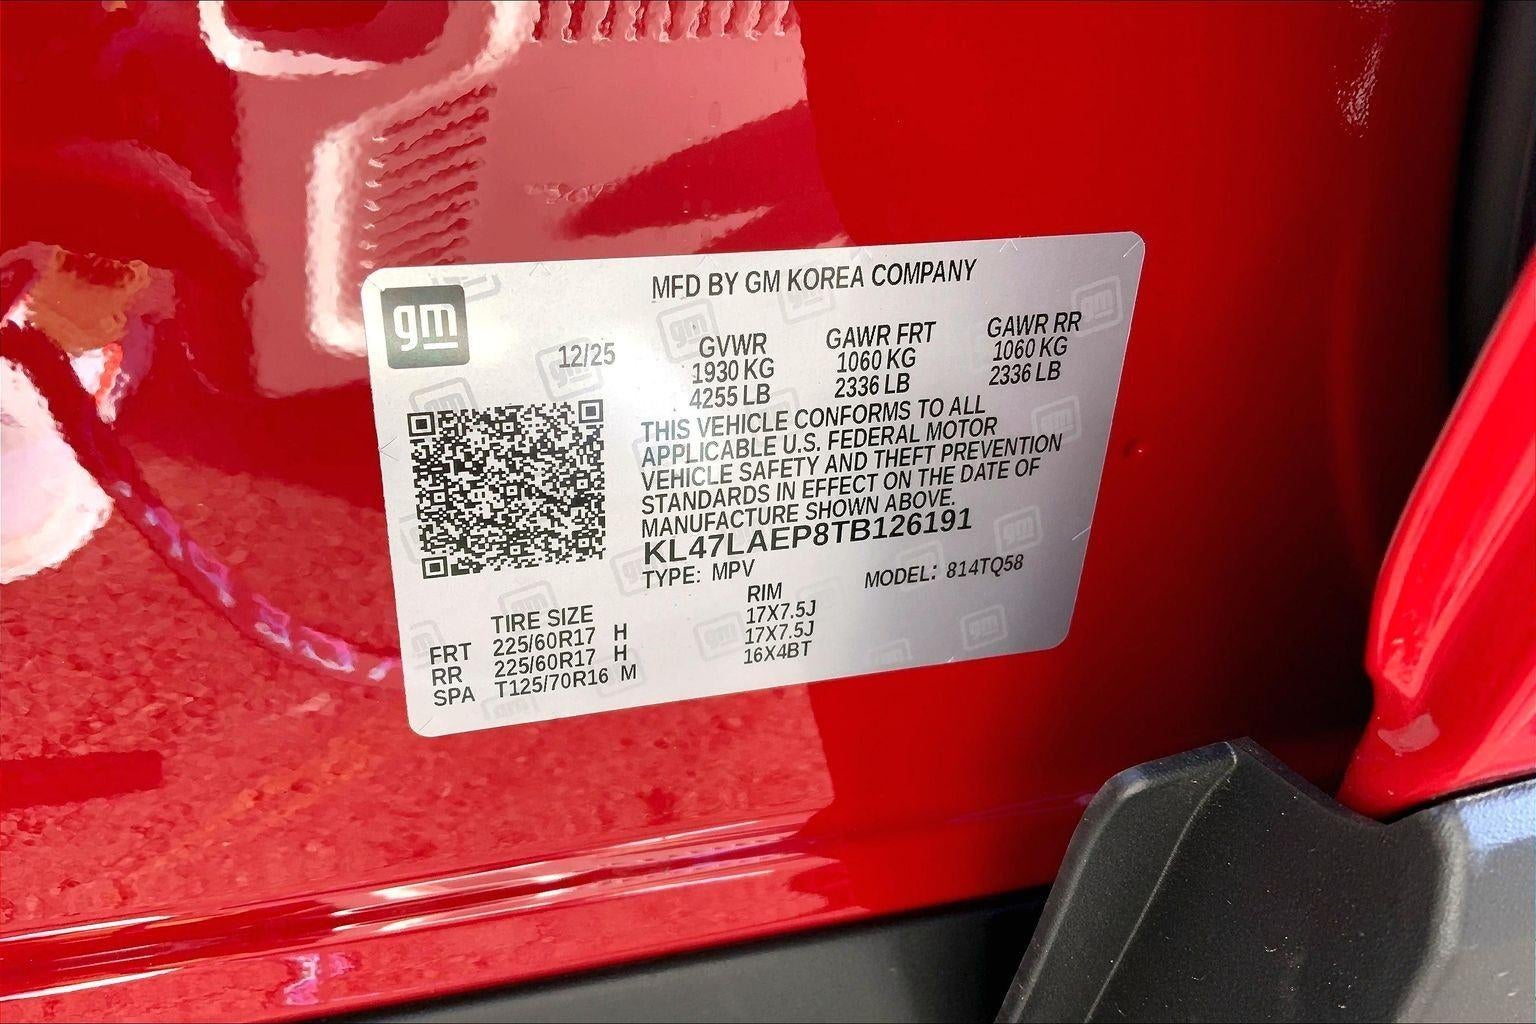 MFD BY GM KOREA COMPANY
gm
12/25
GVWR GAWR FRT GAWR RR
1930 KG 1060 KG 1060 KG
4255 LB 2336 LB 2336 LB
THIS VEHICLE CONFORMS TO ALL
APPLICABLE U.S. FEDERAL MOTOR
VEHICLE SAFETY AND THEFT PREVENTION
STANDARDS IN EFFECT ON THE DATE OF
MANUFACTURE SHOWN ABOVE.
KL47LAEP8TB126191
TYPE: MPV MODEL: 814TQ58
TIRE SIZE RIM
FRT 225/60R17 H 17X7.5J
RR 225/60R17 H 17X7.5J
SPA T125/70R16 M 16X4BT